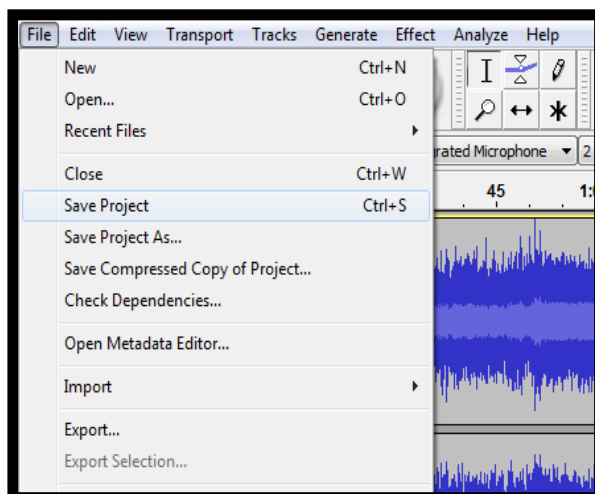 File Edit View Transport Tracks Generate Effect Analyze Help
New Ctrl+N
Open... Ctrl+O
Recent Files
Close Ctrl+W
Save Project Ctrl+S
Save Project As...
Save Compressed Copy of Project...
Check Dependencies...
Open Metadata Editor...
Import
Export...
Export Selection...
Microphone 2
45